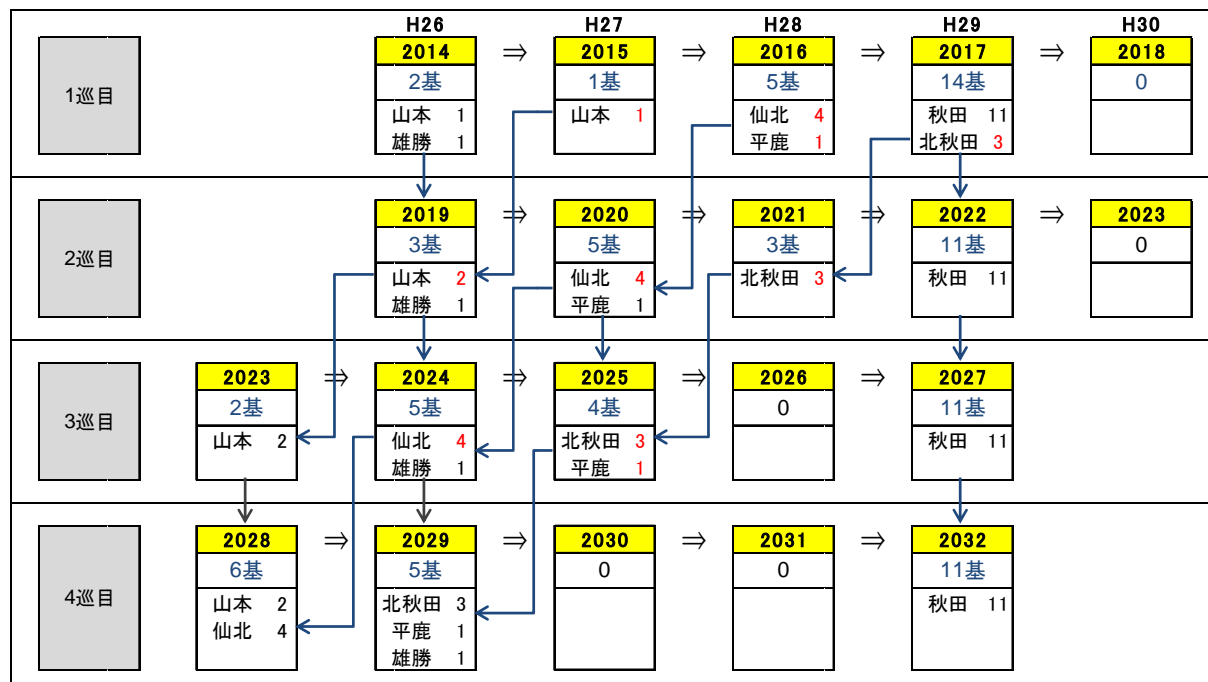 H26 H27 H28 H29 H30
1巡目
2014 ⇒ 2015 ⇒ 2016 ⇒ 2017 ⇒ 2018
2基 1基 5基 14基 0
山本 1 山本 1 仙北 4 秋田 11
雄勝 1 平鹿 1 北秋田 3
2巡目
2019 ⇒ 2020 ⇒ 2021 ⇒ 2022 ⇒ 2023
3基 5基 3基 11基 0
山本 2 仙北 4 北秋田 3 秋田 11
雄勝 1 平鹿 1
3巡目
2023 ⇒ 2024 ⇒ 2025 ⇒ 2026 ⇒ 2027
2基 5基 4基 0 11基
山本 2 仙北 4 北秋田 3 秋田 11
雄勝 1 平鹿 1
4巡目
2028 ⇒ 2029 ⇒ 2030 ⇒ 2031 ⇒ 2032
6基 5基 0 0 11基
山本 2 北秋田 3 秋田 11
仙北 4 平鹿 1
雄勝 1